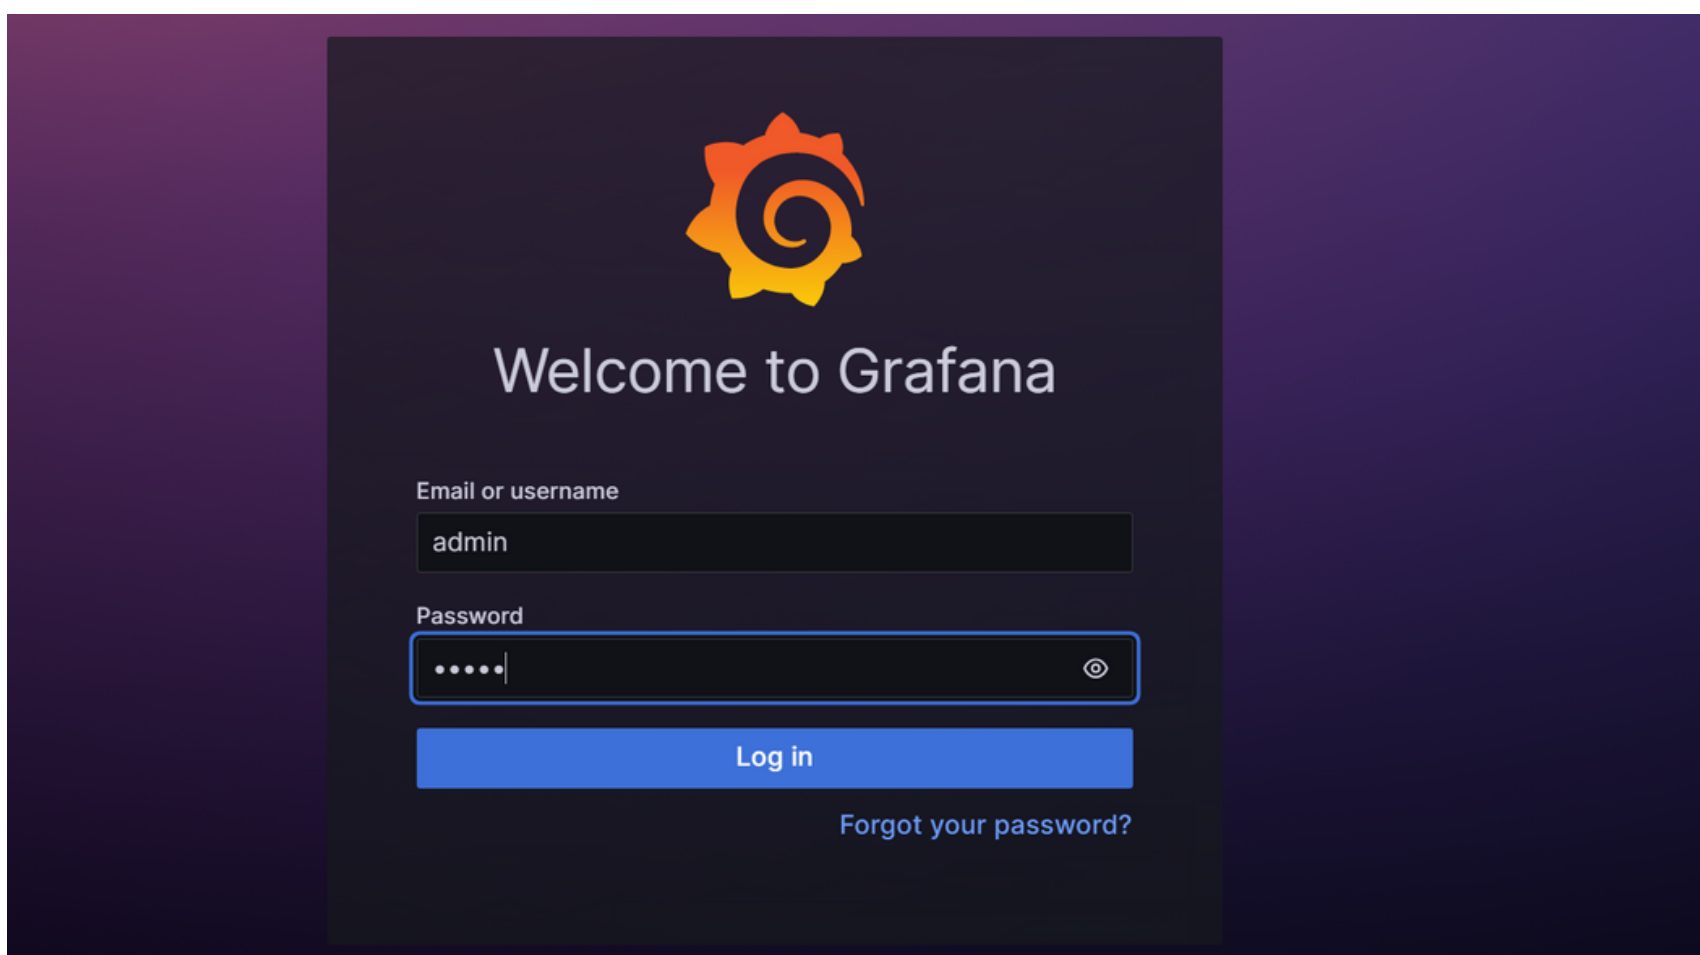 Welcome to Grafana
Email or username
admin
Password
•••••
Log in
Forgot your password?